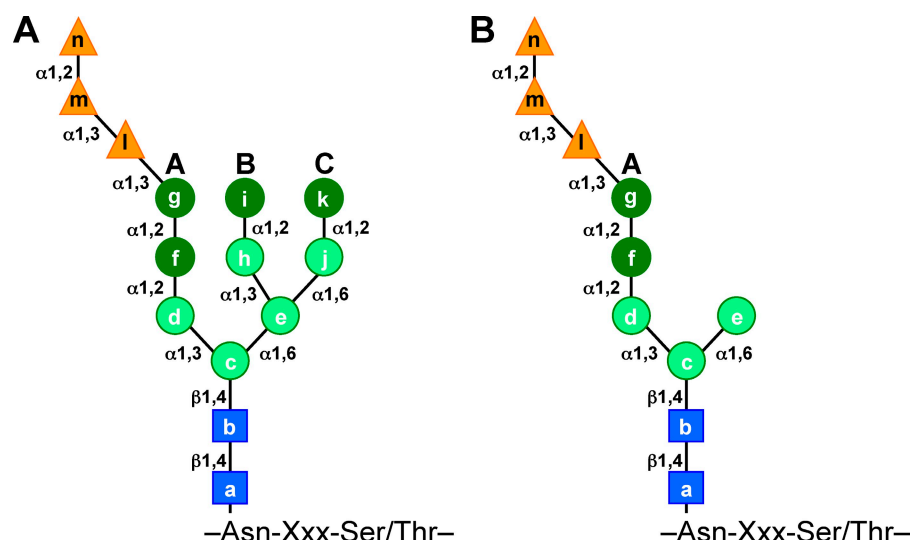 A
n
α1,2
m
α1,3
l
α1,3
A B C
g i k
α1,2 α1,2 α1,2
f h j
α1,2 α1,3 α1,6
d e
α1,3 α1,6
c
β1,4
b
β1,4
a
–Asn-Xxx-Ser/Thr–
B
n
α1,2
m
α1,3
l
α1,3
A
g
α1,2
f
α1,2
d e
α1,3 α1,6
c
β1,4
b
β1,4
a
–Asn-Xxx-Ser/Thr–